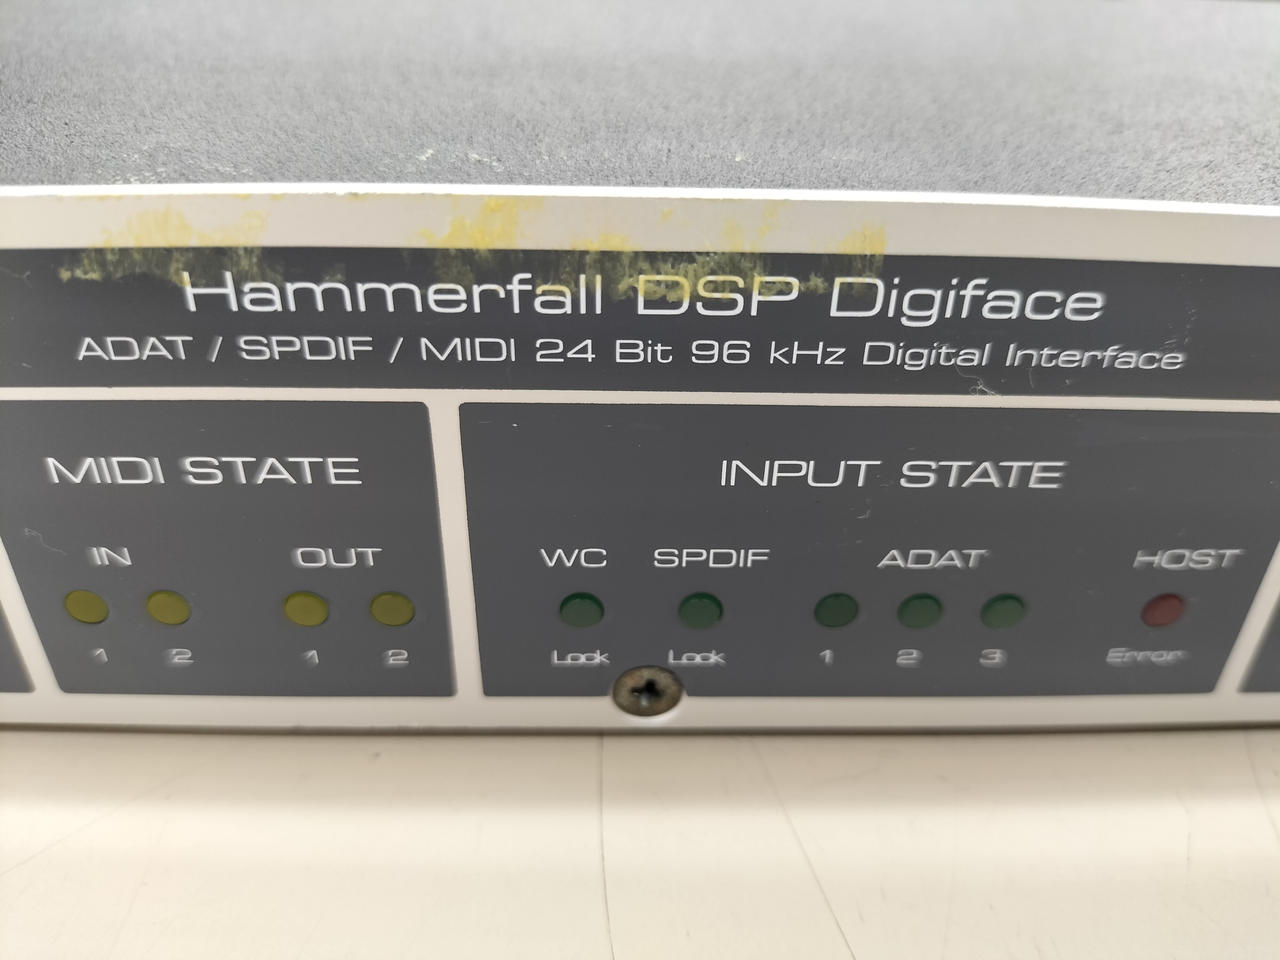 Hammerfall DSP Digiface
ADAT / SPDIF / MIDI 24 Bit 96 kHz Digital Interface
MIDI STATE
IN OUT
1 2 1 2
INPUT STATE
WC SPDIF ADAT HOST
Lock Lock 1 2 3 Error